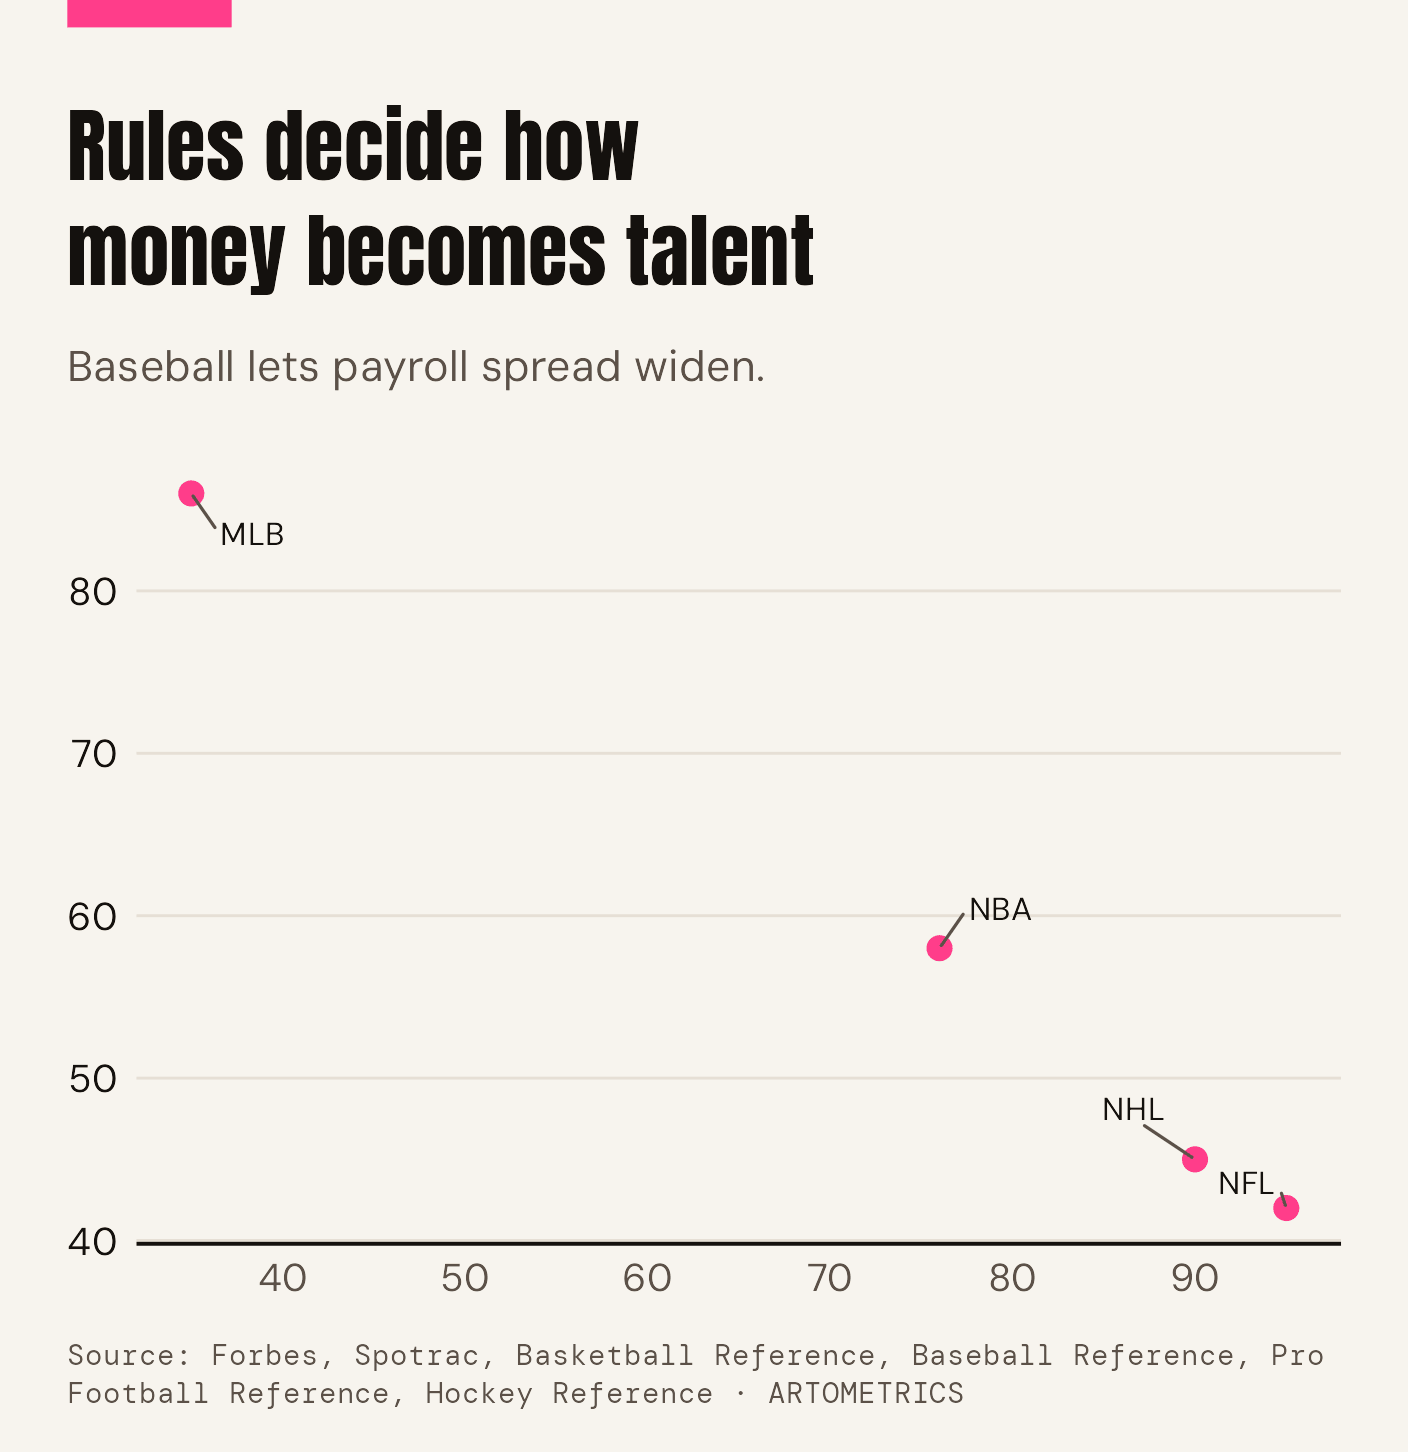 Rules decide how
money becomes talent
Baseball lets payroll spread widen.
MLB
80
70
60
NBA
50
NHL
NFL
40
40 50 60 70 80 90
Source: Forbes, Spotrac, Basketball Reference, Baseball Reference, Pro
Football Reference, Hockey Reference · ARTOMETRICS